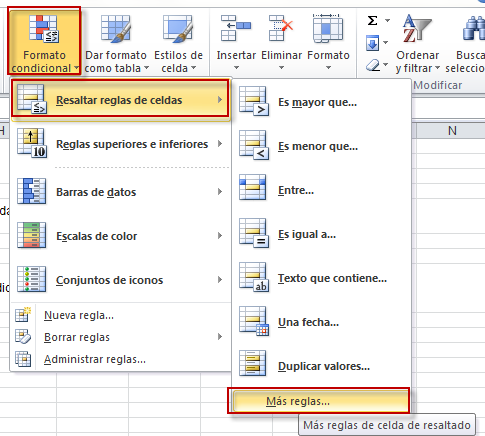 Formato condicional
Dar formato como tabla
Estilos de celda
Insertar
Eliminar
Formato
Σ
Ordenar y filtrar
Busca
seleccio
Modificar
Resaltar reglas de celdas
Reglas superiores e inferiores
Barras de datos
Escalas de color
Conjuntos de iconos
Nueva regla...
Borrar reglas
Administrar reglas...
Es mayor que...
Es menor que...
Entre...
Es igual a...
Texto que contiene...
Una fecha...
Duplicar valores...
Más reglas...
Más reglas de celda de resaltado
H
N
da
dic